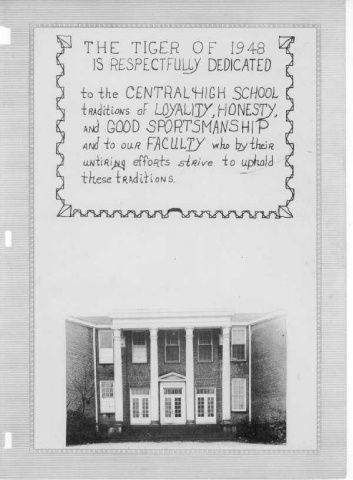 THE TIGER OF 1948
IS RESPECTFULLY DEDICATED
to the CENTRAL HIGH SCHOOL
traditions of LOYALITY, HONESTY,
and GOOD SPORTSMANSHIP
and to our FACULTY who by their
untiring efforts strive to uphold
these traditions.